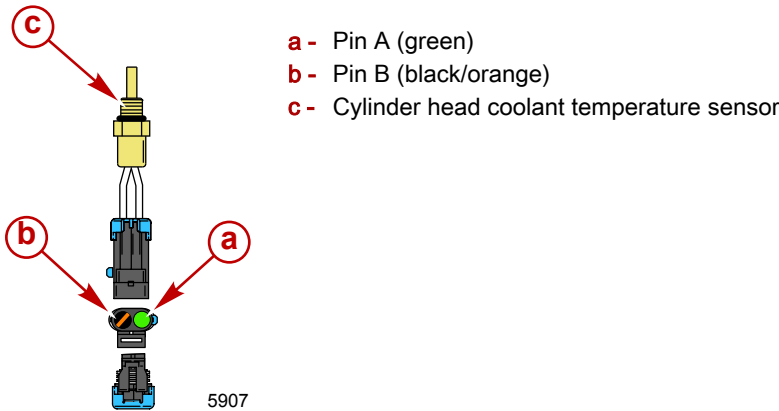 c
a - Pin A (green)
b - Pin B (black/orange)
c - Cylinder head coolant temperature sensor
b
a
5907